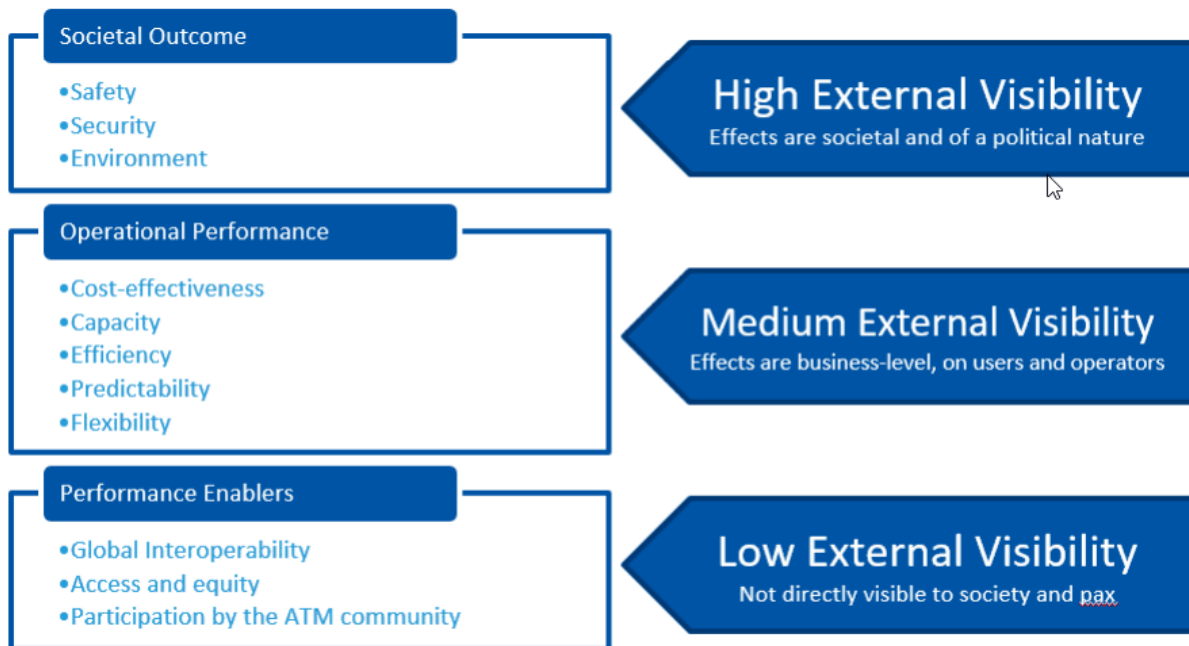 Societal Outcome
•Safety
•Security
•Environment
High External Visibility
Effects are societal and of a political nature
Operational Performance
•Cost-effectiveness
•Capacity
•Efficiency
•Predictability
•Flexibility
Medium External Visibility
Effects are business-level, on users and operators
Performance Enablers
•Global Interoperability
•Access and equity
•Participation by the ATM community
Low External Visibility
Not directly visible to society and pax